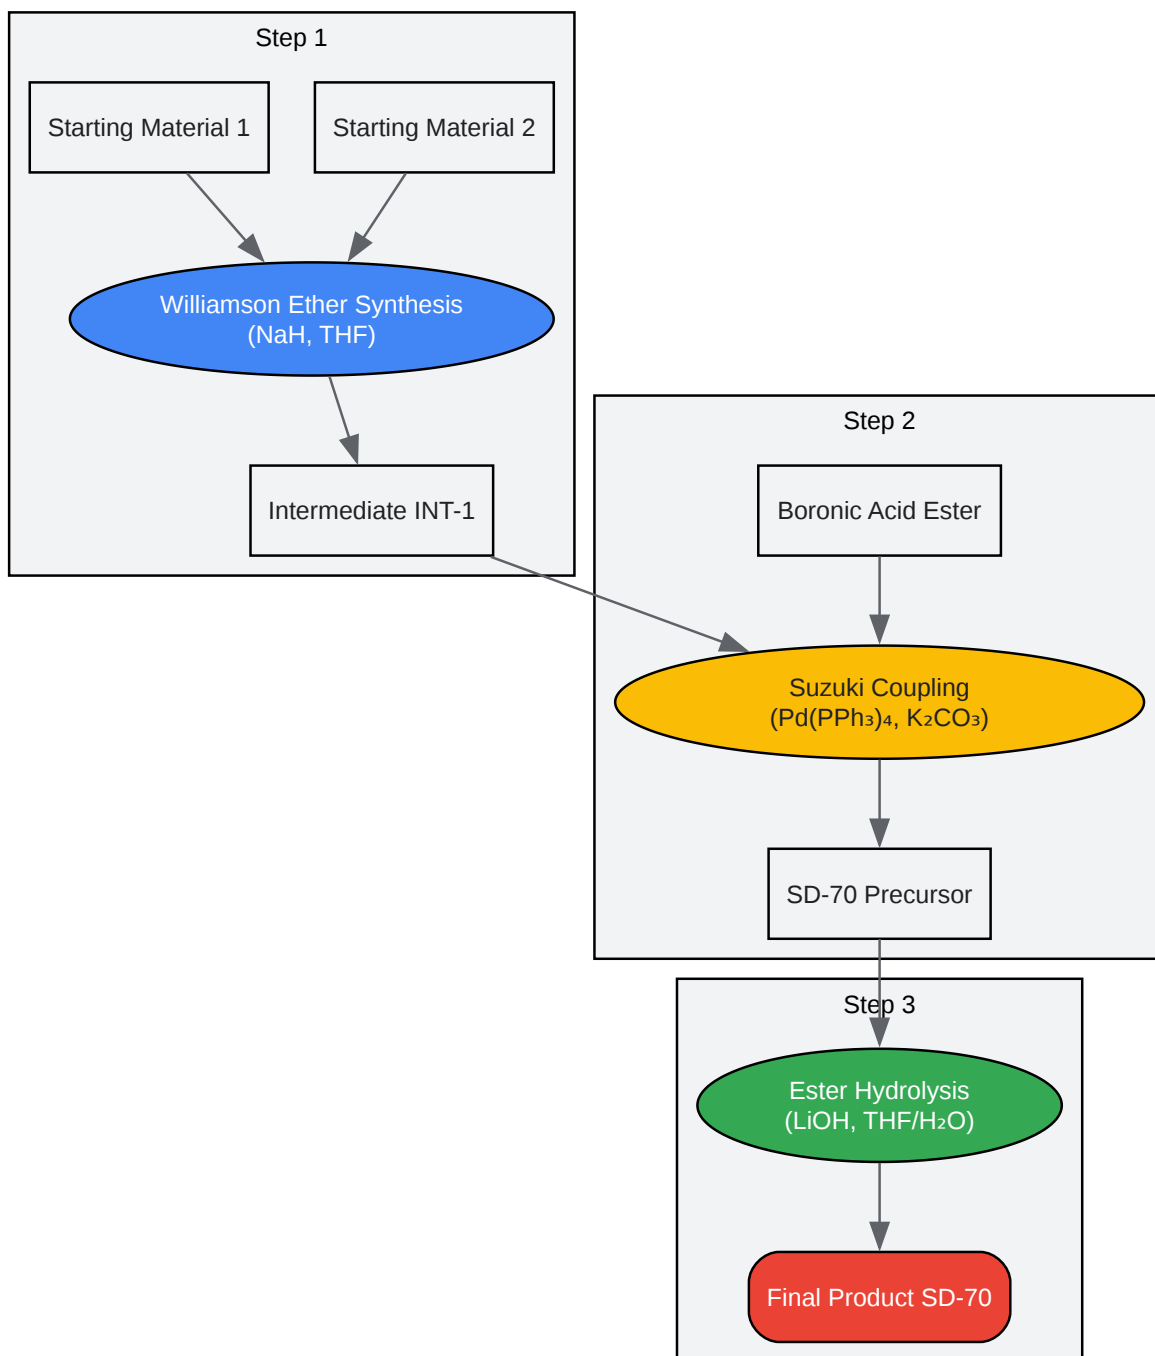 Step 1
Starting Material 1
Starting Material 2
Williamson Ether Synthesis
(NaH, THF)
Intermediate INT-1
Step 2
Boronic Acid Ester
Suzuki Coupling
(Pd(PPh₃)₄, K₂CO₃)
SD-70 Precursor
Step 3
Ester Hydrolysis
(LiOH, THF/H₂O)
Final Product SD-70